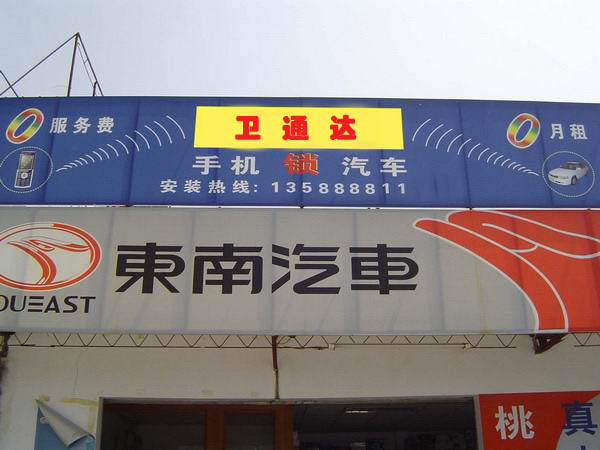 0 服务费
卫通达
0 月租
手机 锁 汽车
安装热线: 135888811
東南汽車
OUEAST
桃 真